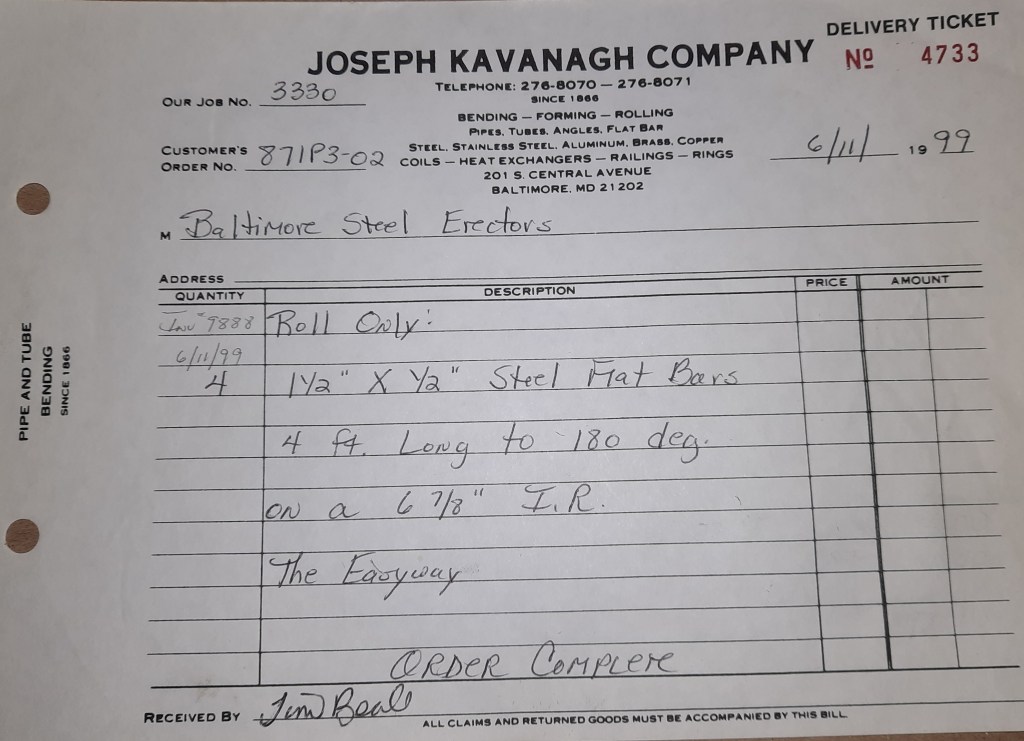 DELIVERY TICKET
JOSEPH KAVANAGH COMPANY
Nº 4733
TELEPHONE: 276-8070 — 276-8071
SINCE 1866
OUR JOB NO. 3330
BENDING — FORMING — ROLLING
PIPES, TUBES, ANGLES, FLAT BAR
STEEL, STAINLESS STEEL, ALUMINUM, BRASS, COPPER
COILS — HEAT EXCHANGERS — RAILINGS — RINGS
201 S. CENTRAL AVENUE
BALTIMORE, MD 21202
CUSTOMER'S
ORDER NO. 871P3-02
6/11/ 1999
M Baltimore Steel Erectors
ADDRESS
QUANTITY DESCRIPTION PRICE AMOUNT
Inv# 9888 Roll Only:
6/11/99
4 1 1/2" X 1/2" Steel Flat Bars
4 ft. Long to 180 deg.
on a 6 7/8" I.R.
The Easyway
ORDER COMPLETE
RECEIVED BY Jim Beall
ALL CLAIMS AND RETURNED GOODS MUST BE ACCOMPANIED BY THIS BILL
PIPE AND TUBE
BENDING
SINCE 1866